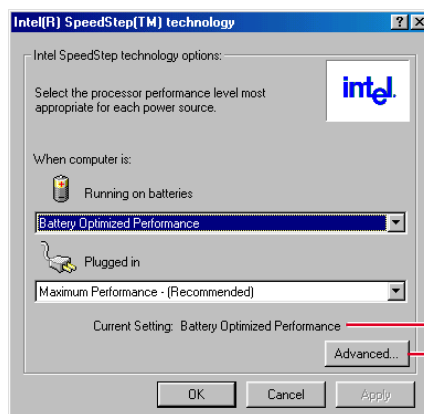 Intel(R) SpeedStep(TM) technology
Intel SpeedStep technology options:
Select the processor performance level most
appropriate for each power source.
intel.
When computer is:
Running on batteries
Battery Optimized Performance
Plugged in
Maximum Performance - (Recommended)
Current Setting: Battery Optimized Performance
Advanced...
OK
Cancel
Apply